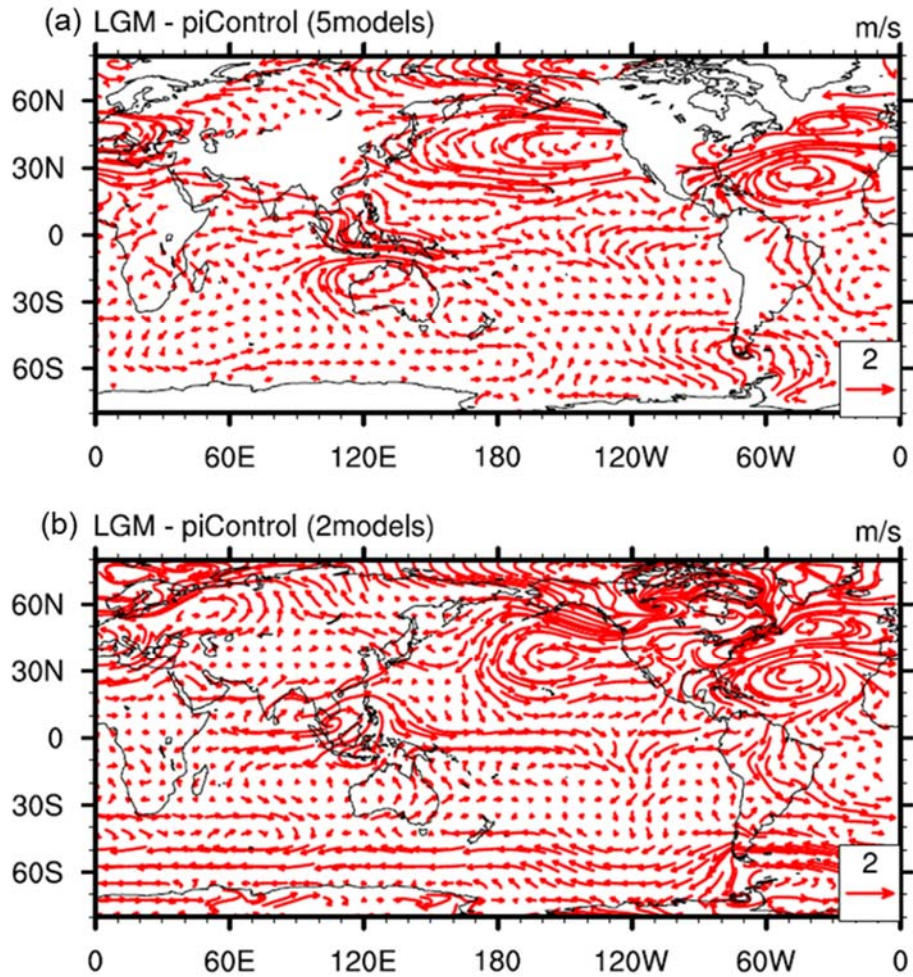 (a) LGM - piControl (5models) m/s
60N
30N
0
30S
60S
2
0 60E 120E 180 120W 60W 0
(b) LGM - piControl (2models) m/s
60N
30N
0
30S
60S
2
0 60E 120E 180 120W 60W 0